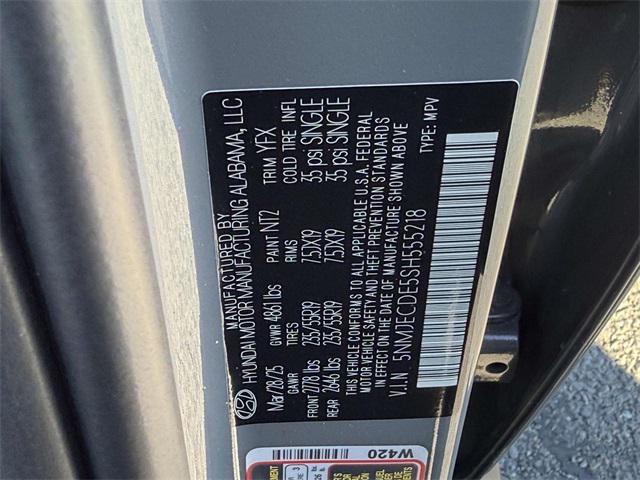 MANUFACTURED BY
HYUNDAI MOTOR MANUFACTURING ALABAMA, LLC
Mar/28/25 GVWR 4861 lbs PAINT NT2 TRIM YFX
GAWR TIRES RIMS COLD TIRE INFL
FRONT 2778 lbs 235/55R19 7.5JX19 35 psi SINGLE
REAR 2646 lbs 235/55R19 7.5JX19 35 psi SINGLE
THIS VEHICLE CONFORMS TO ALL APPLICABLE U.S.A. FEDERAL
MOTOR VEHICLE SAFETY AND THEFT PREVENTION STANDARDS
IN EFFECT ON THE DATE OF MANUFACTURE SHOWN ABOVE
V.I.N 5NMJECDE5SH555218 TYPE: MPV
W420